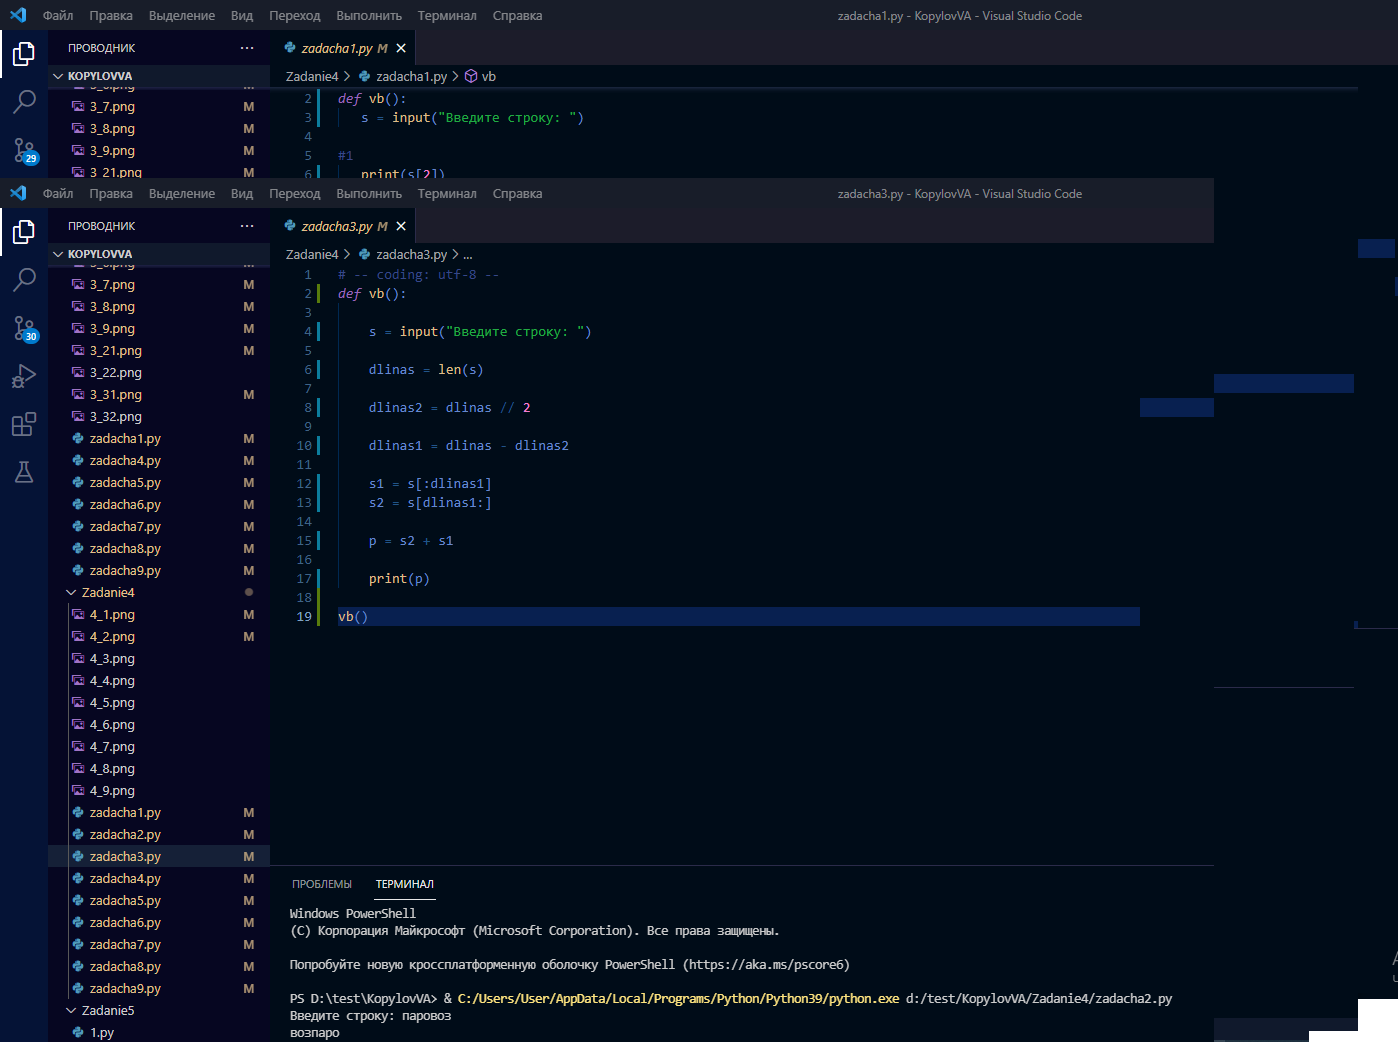 Файл Правка Выделение Вид Переход Выполнить Терминал Справка zadacha1.py - KopylovVA - Visual Studio Code
ПРОВОДНИК ··· zadacha1.py M
KOPYLOVVA Zadanie4 > zadacha1.py > vb
2 def vb():
3_7.png M
3 s = input("Введите строку: ")
3_8.png M
4
3_9.png M
5 #1
29
3_21.png M
6 print(s[2])
Файл Правка Выделение Вид Переход Выполнить Терминал Справка zadacha3.py - KopylovVA - Visual Studio Code
ПРОВОДНИК ··· zadacha3.py M
KOPYLOVVA Zadanie4 > zadacha3.py > ...
3_7.png M
3_8.png M
3_9.png M
30
3_21.png M
3_22.png
3_31.png M
3_32.png
zadacha1.py M
zadacha4.py M
zadacha5.py M
zadacha6.py M
zadacha7.py M
zadacha8.py M
zadacha9.py M
Zadanie4
4_1.png M
4_2.png M
4_3.png
4_4.png
4_5.png
4_6.png
4_7.png
4_8.png
4_9.png
zadacha1.py M
zadacha2.py M
zadacha3.py M
zadacha4.py M
zadacha5.py M
zadacha6.py M
zadacha7.py M
zadacha8.py M
zadacha9.py M
Zadanie5
1.py
1 # -- coding: utf-8 --
2 def vb():
3
4 s = input("Введите строку: ")
5
6 dlinas = len(s)
7
8 dlinas2 = dlinas // 2
9
10 dlinas1 = dlinas - dlinas2
11
12 s1 = s[:dlinas1]
13 s2 = s[dlinas1:]
14
15 p = s2 + s1
16
17 print(p)
18
19 vb()
ПРОБЛЕМЫ ТЕРМИНАЛ
Windows PowerShell
(C) Корпорация Майкрософт (Microsoft Corporation). Все права защищены.
Попробуйте новую кроссплатформенную оболочку PowerShell (https://aka.ms/pscore6)
PS D:\test\KopylovVA> & C:/Users/User/AppData/Local/Programs/Python/Python39/python.exe d:/test/KopylovVA/Zadanie4/zadacha2.py
Введите строку: паровоз
возпаро